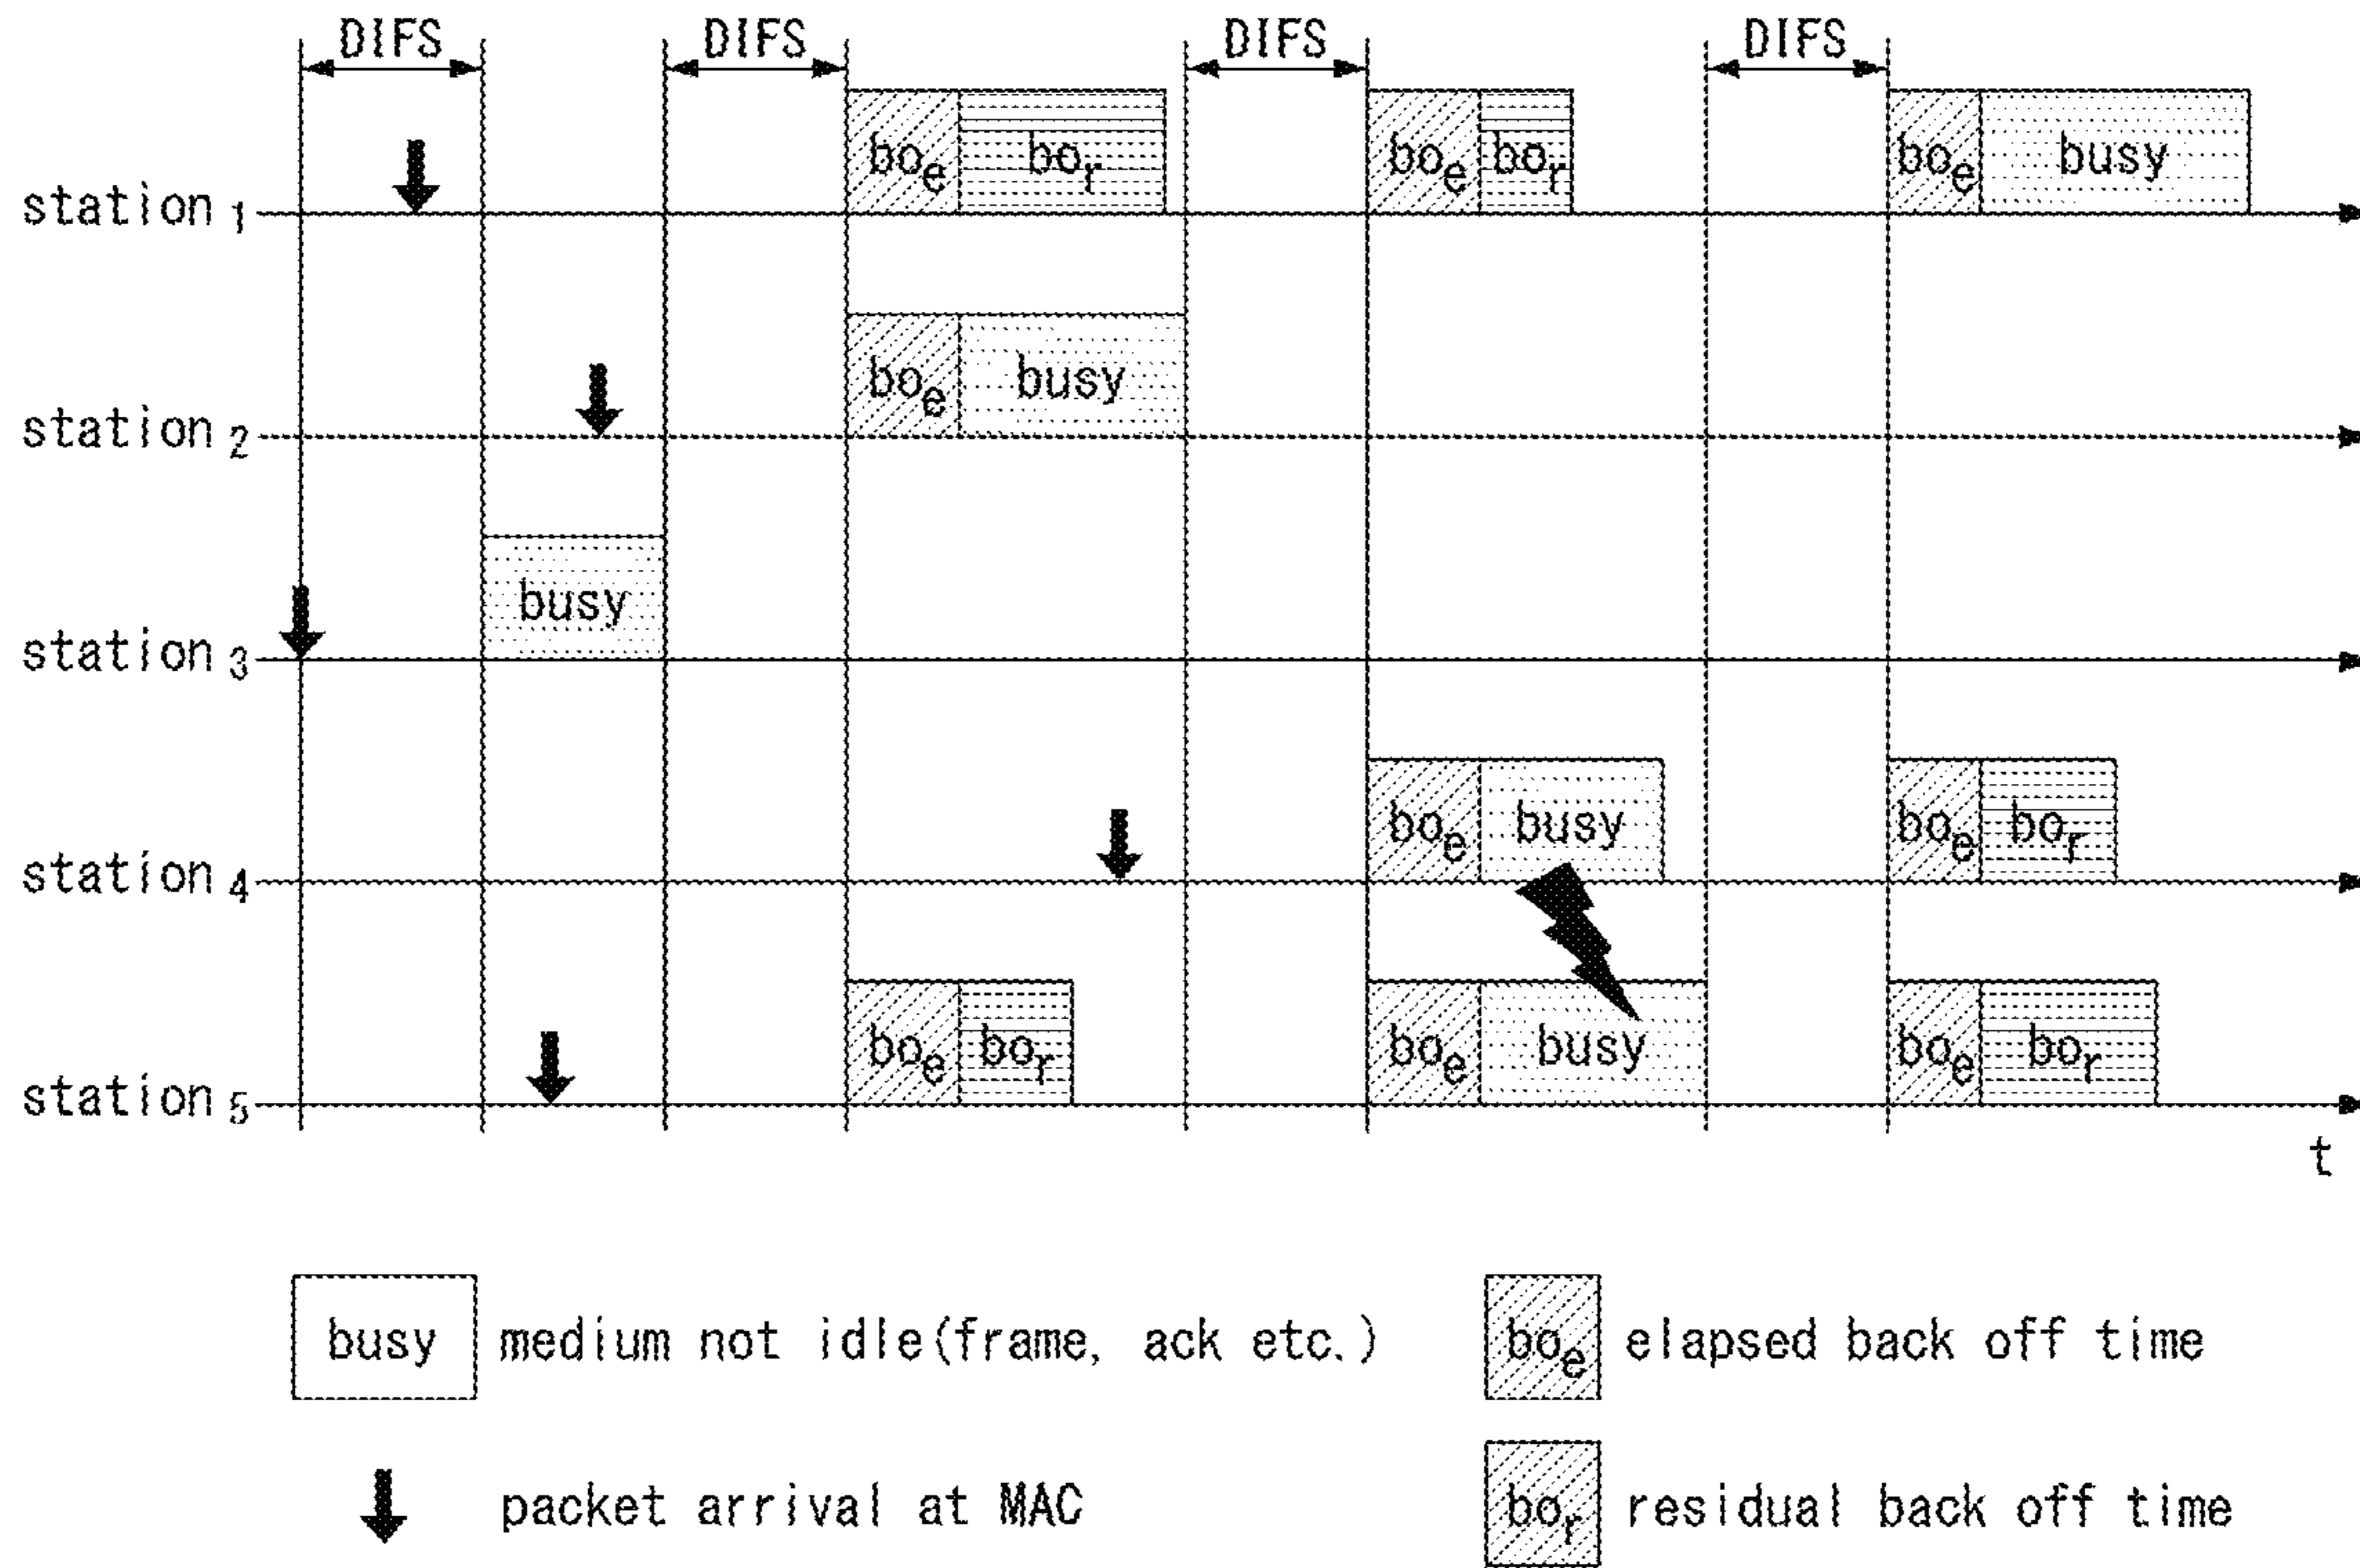 DIFS DIFS DIFS DIFS
station 1 bo_e bo_r bo_e bo_r bo_e busy
station 2 bo_e busy
station 3 busy
station 4 bo_e busy bo_e bo_r
station 5 bo_e bo_r bo_e busy bo_e bo_r
t
busy medium not idle(frame, ack etc.) bo_e elapsed back off time
packet arrival at MAC bo_r residual back off time